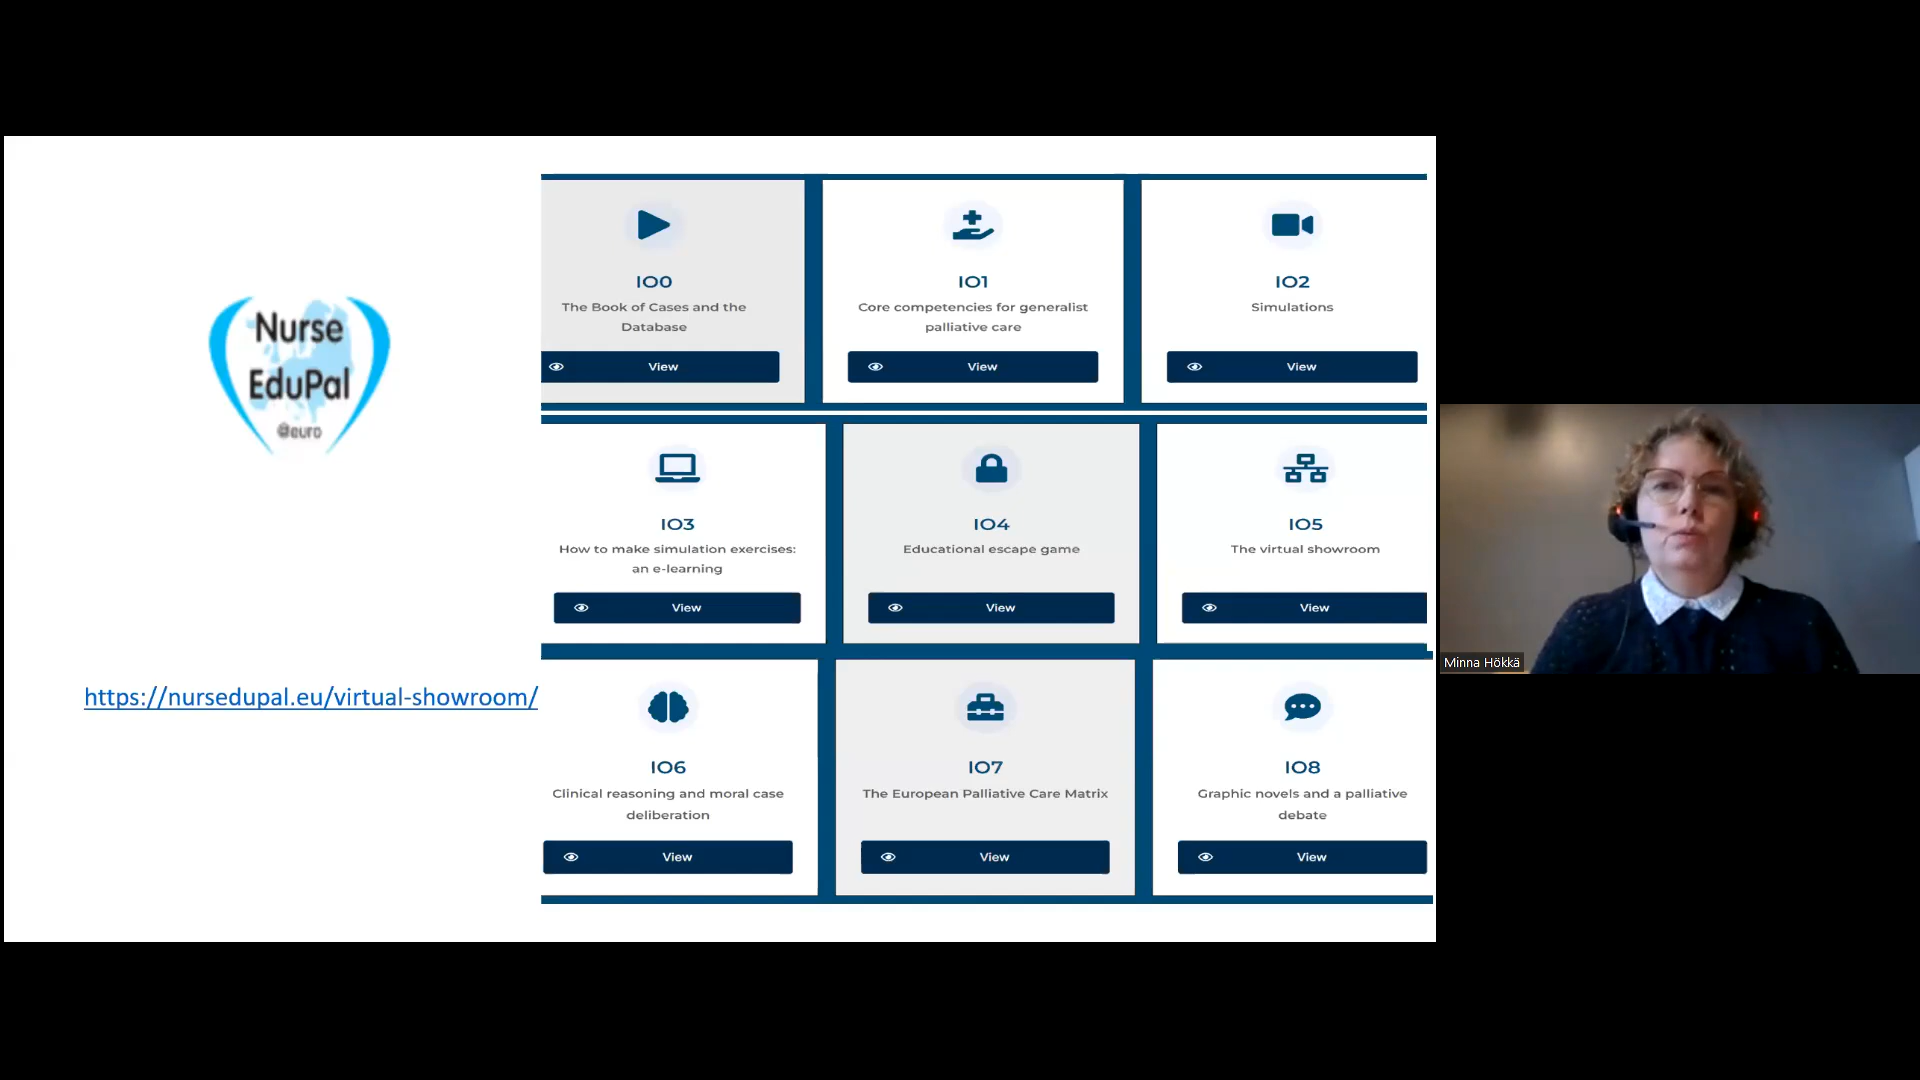 Nurse
EduPal
@euro
https://nursedupal.eu/virtual-showroom/
IO0
The Book of Cases and the
Database
View
IO1
Core competencies for generalist
palliative care
View
IO2
Simulations
View
IO3
How to make simulation exercises:
an e-learning
View
IO4
Educational escape game
View
IO5
The virtual showroom
View
IO6
Clinical reasoning and moral case
deliberation
View
IO7
The European Palliative Care Matrix
View
IO8
Graphic novels and a palliative
debate
View
Minna Hökkä